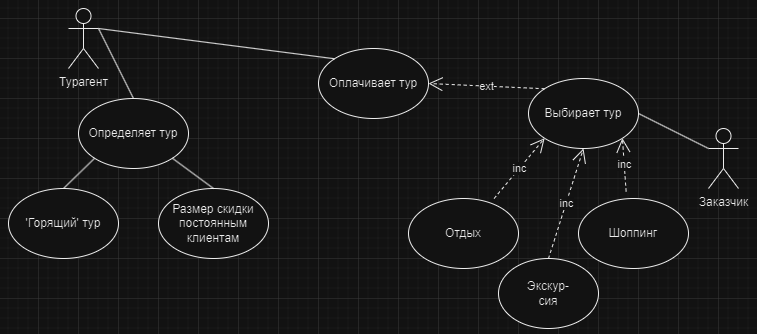 Турагент
Оплачивает тур
ext
Выбирает тур
Определяет тур
Заказчик
inc
inc
inc
'Горящий' тур
Размер скидки
постоянным
клиентам
Отдых
Шоппинг
Экскур-
сия